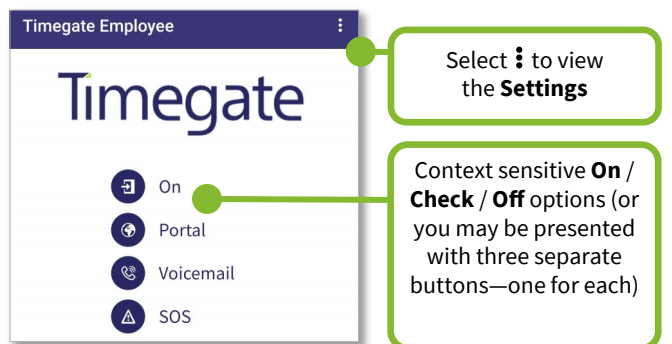 Timegate Employee
Timegate
On
Portal
Voicemail
SOS
Select ⋮ to view
the Settings
Context sensitive On /
Check / Off options (or
you may be presented
with three separate
buttons—one for each)